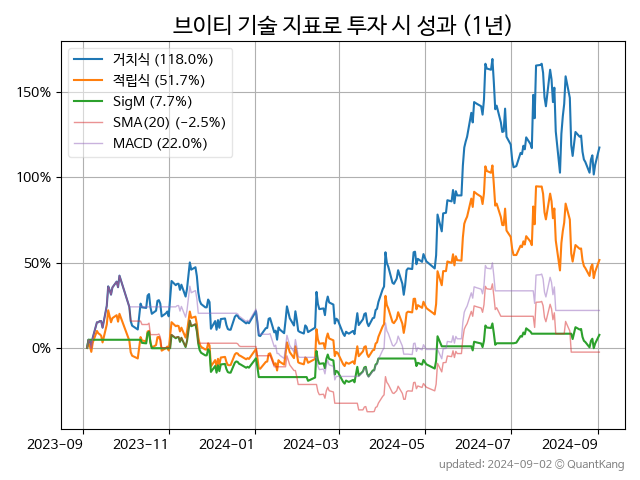 브이티 기술 지표로 투자 시 성과 (1년)
거치식 (118.0%)
적립식 (51.7%)
SigM (7.7%)
SMA(20) (−2.5%)
MACD (22.0%)
150%
100%
50%
0%
2023-09 2023-11 2024-01 2024-03 2024-05 2024-07 2024-09
updated: 2024-09-02 © QuantKang